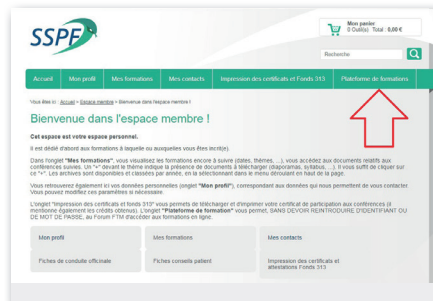 SSPF
Mon panier
0 Outil(s) Total : 0,00 €
Recherche
Accueil Mon profil Mes formations Mes contacts Impression des certificats et Fonds 313 Plateforme de formations
Vous êtes ici : Accueil » Espace membre » Bienvenue dans l'espace membre !
Bienvenue dans l'espace membre !
Cet espace est votre espace personnel.
Il est dédié d'abord aux formations à laquelle ou auxquelles vous êtes inscrit(e).
Dans l'onglet "Mes formations", vous visualisez les formations encore à suivre (dates, thèmes, ...), vous accédez aux documents relatifs aux
conférences suivies. Un "+" devant le thème indique la présence de documents à télécharger (diaporamas, syllabus, ...). Il vous suffit de cliquer sur
ce "+". Les archives sont disponibles et classées par année, en la sélectionnant dans le menu déroulant en haut de la page.
Vous retrouverez également ici vos données personnelles (onglet "Mon profil"), correspondant aux données qui nous permettent de vous contacter.
Vous pouvez modifier ces paramètres si nécessaire.
L'onglet "Impression des certificats et fonds 313" vous permets de télécharger et d'imprimer votre certificat de participation aux conférences (il
mentionne également les crédits obtenus). L'onglet "Plateforme de formation" vous permet, SANS DEVOIR REINTRODUIRE D'IDENTIFIANT OU
DE MOT DE PASSE, au Forum FTM d'accéder aux formations en ligne.
Mon profil Mes formations Mes contacts
Fiches de conduite officinale Fiches conseils patient Impression des certificats et
attestations Fonds 313